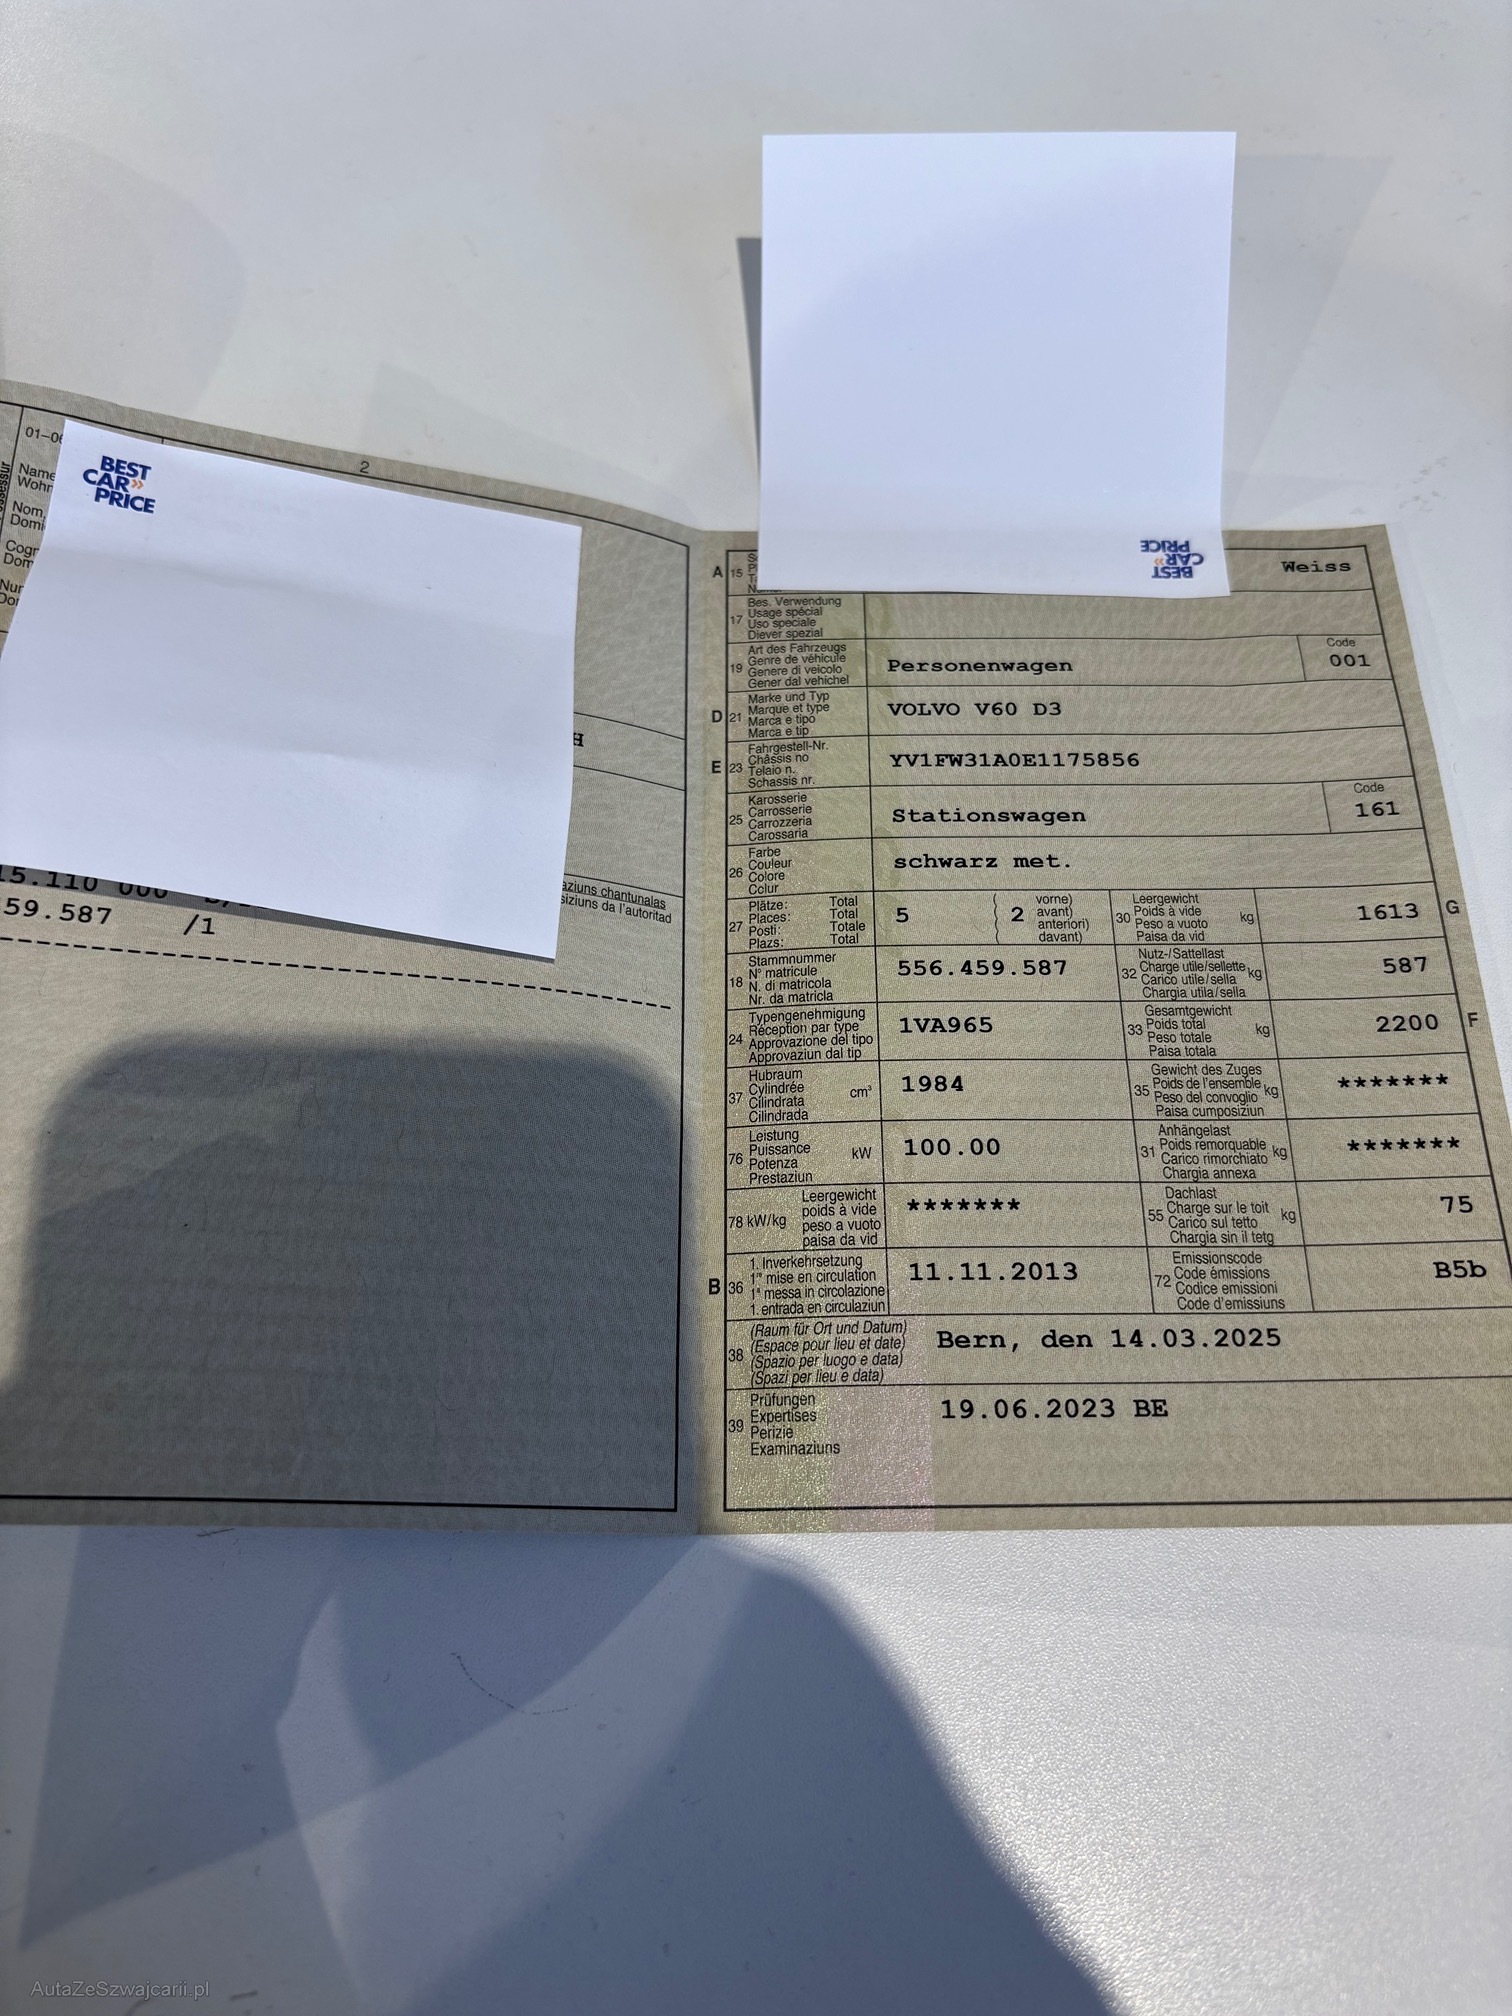 01–06
2
Name
Wohn
Nom,
Domi
Cogn
Dom
BEST
CAR»
PRICE
H
aziuns chantunalas
siziuns da l'autoritad
15.110 000
59.587 /1
A 15 Weiss
BEST
CAR»
PRICE
17 Bes. Verwendung
Usage spécial
Uso speciale
Diever spezial
19 Art des Fahrzeugs
Genre de véhicule
Genere di veicolo
Gener dal vehichel
Personenwagen
Code
001
D 21 Marke und Typ
Marque et type
Marca e tipo
Marca e tip
VOLVO V60 D3
E 23 Fahrgestell-Nr.
Châssis no
Telaio n.
Schassis nr.
YV1FW31A0E1175856
25 Karosserie
Carrosserie
Carrozzeria
Carossaria
Stationswagen
Code
161
26 Farbe
Couleur
Colore
Colur
schwarz met.
27 Plätze: Total
Places: Total
Posti: Totale
Plazs: Total
5
( 2 vorne)
avant)
anteriori)
( davant)
30 Leergewicht
Poids à vide
Peso a vuoto
Paisa da vid
kg
1613 G
18 Stammnummer
N° matricule
N. di matricola
Nr. da matricla
556.459.587
32 Nutz-/Sattellast
Charge utile/sellette
Carico utile/sella
Chargia utila/sella
kg
587
24 Typengenehmigung
Réception par type
Approvazione del tipo
Approvaziun dal tip
1VA965
33 Gesamtgewicht
Poids total
Peso totale
Paisa totala
kg
2200 F
37 Hubraum
Cylindrée
Cilindrata
Cilindrada
cm³
1984
35 Gewicht des Zuges
Poids de l'ensemble
Peso del convoglio
Paisa cumposiziun
kg
*******
76 Leistung
Puissance
Potenza
Prestaziun
kW
100.00
31 Anhängelast
Poids remorquable
Carico rimorchiato
Chargia annexa
kg
*******
78 kW/kg Leergewicht
poids à vide
peso a vuoto
paisa da vid
*******
55 Dachlast
Charge sur le toit
Carico sul tetto
Chargia sin il tetg
kg
75
B 36 1. Inverkehrsetzung
1re mise en circulation
1a messa in circolazione
1. entrada en circulaziun
11.11.2013
72 Emissionscode
Code émissions
Codice emissioni
Code d'emissiuns
B5b
38 (Raum für Ort und Datum)
(Espace pour lieu et date)
(Spazio per luogo e data)
(Spazi per lieu e data)
Bern, den 14.03.2025
39 Prüfungen
Expertises
Perizie
Examinaziuns
19.06.2023 BE
AutaZeSzwajcarii.pl